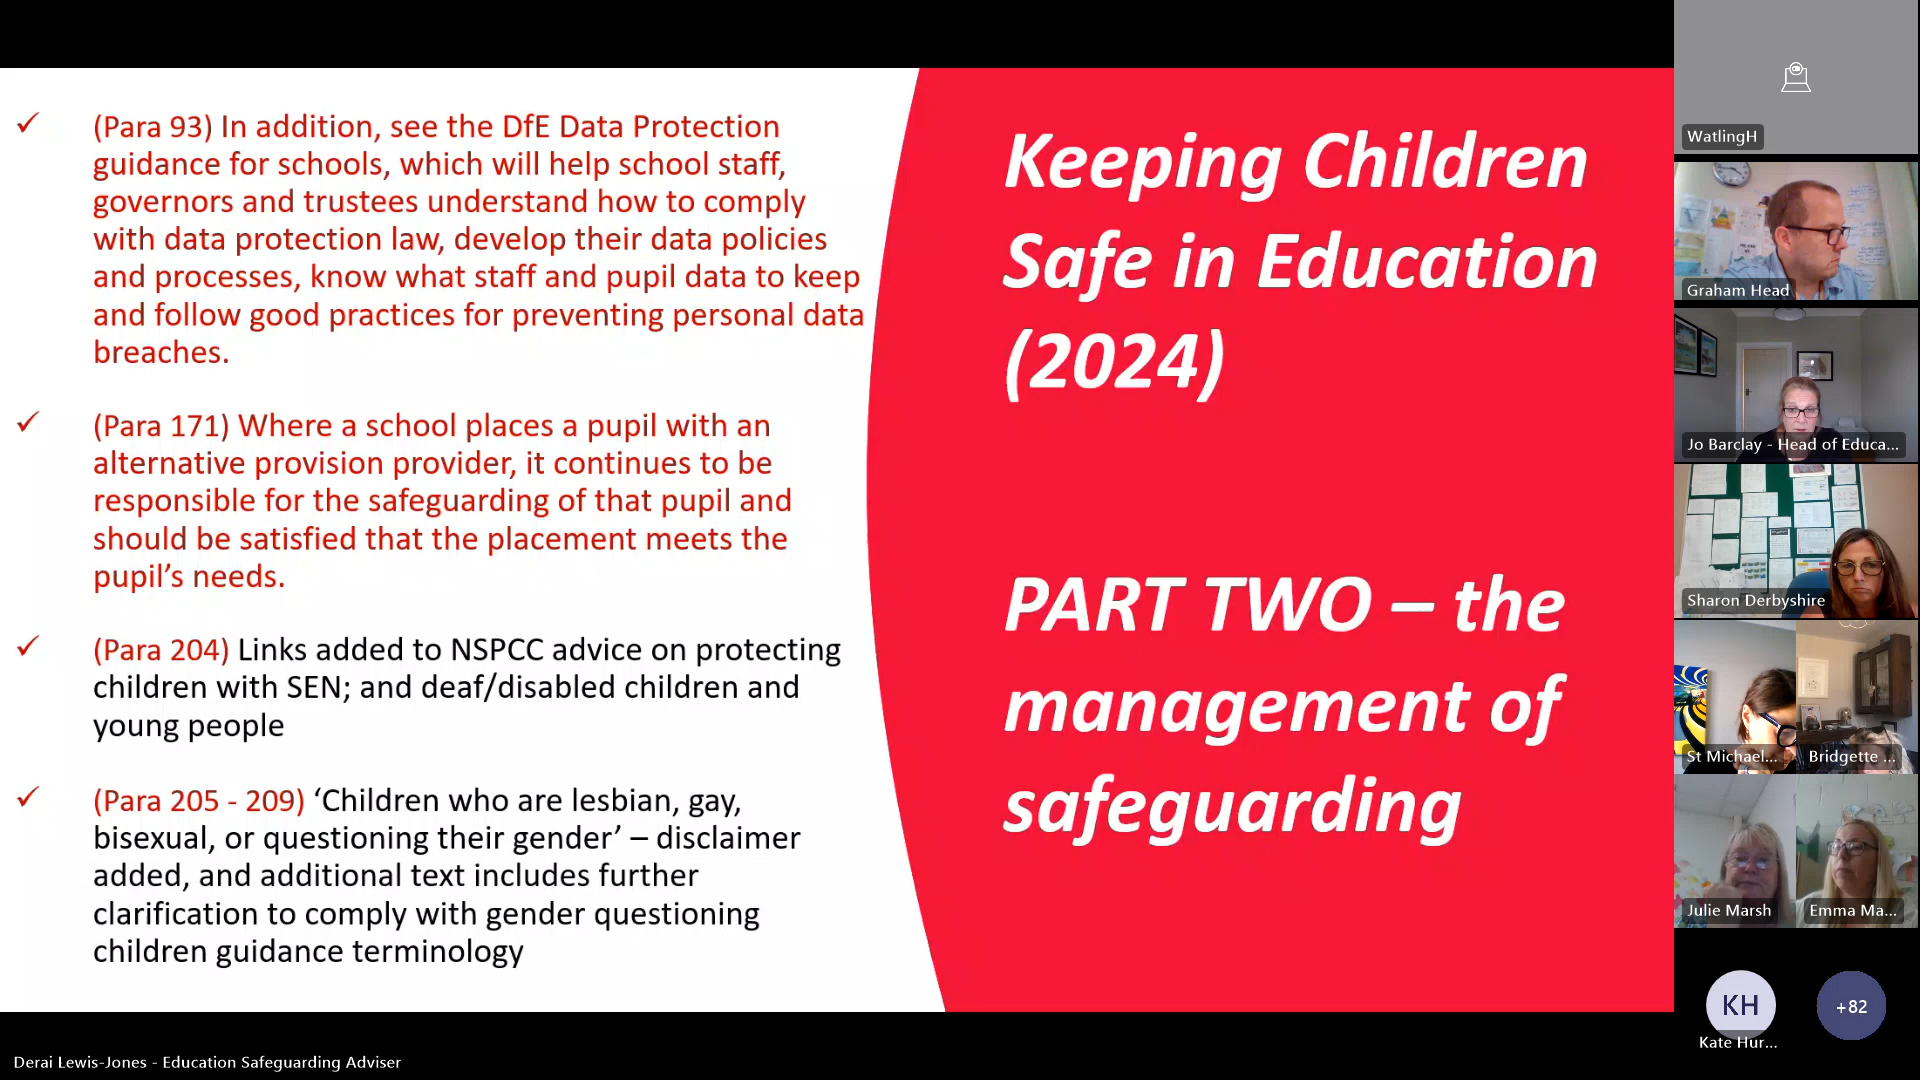 ✓ (Para 93) In addition, see the DfE Data Protection
guidance for schools, which will help school staff,
governors and trustees understand how to comply
with data protection law, develop their data policies
and processes, know what staff and pupil data to keep
and follow good practices for preventing personal data
breaches.
✓ (Para 171) Where a school places a pupil with an
alternative provision provider, it continues to be
responsible for the safeguarding of that pupil and
should be satisfied that the placement meets the
pupil’s needs.
✓ (Para 204) Links added to NSPCC advice on protecting
children with SEN; and deaf/disabled children and
young people
✓ (Para 205 - 209) ‘Children who are lesbian, gay,
bisexual, or questioning their gender’ – disclaimer
added, and additional text includes further
clarification to comply with gender questioning
children guidance terminology
Keeping Children
Safe in Education
(2024)
PART TWO – the
management of
safeguarding
WatlingH
Graham Head
Jo Barclay - Head of Educa...
Sharon Derbyshire
St Michael...
Bridgette ...
Julie Marsh
Emma Ma...
KH
+82
Kate Hur...
Derai Lewis-Jones - Education Safeguarding Adviser